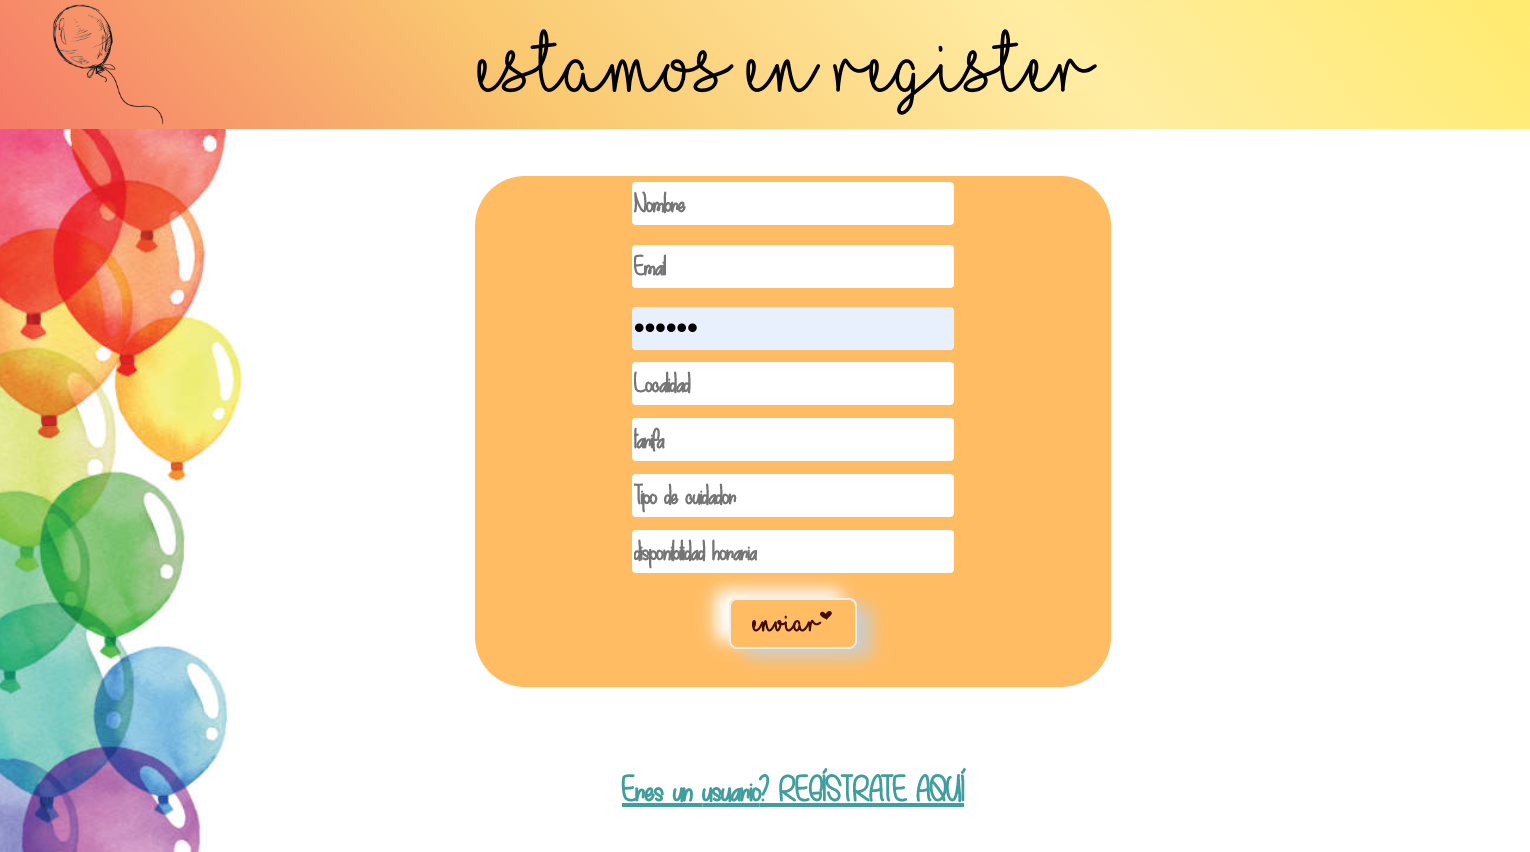 estamos en register
Nombre
Email
••••••
Localidad
tarifa
Tipo de cuidador
disponibilidad horaria
enviar❤
Eres un usuario? REGÍSTRATE AQUÍ